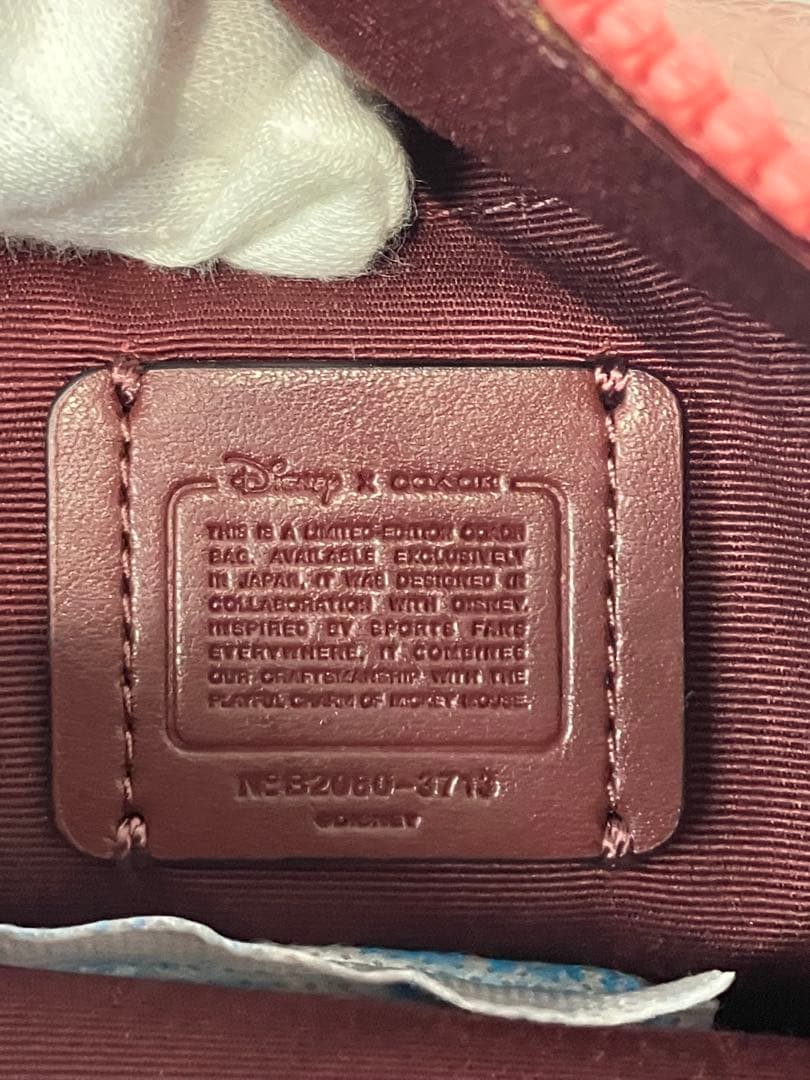 Disney X COACH
THIS IS A LIMITED-EDITION COACH
BAG. AVAILABLE EXCLUSIVELY
IN JAPAN, IT WAS DESIGNED IN
COLLABORATION WITH DISNEY.
INSPIRED BY SPORTS FANS
EVERYWHERE, IT COMBINES
OUR CRAFTSMANSHIP WITH THE
PLAYFUL CHARM OF MICKEY MOUSE.
©DISNEY